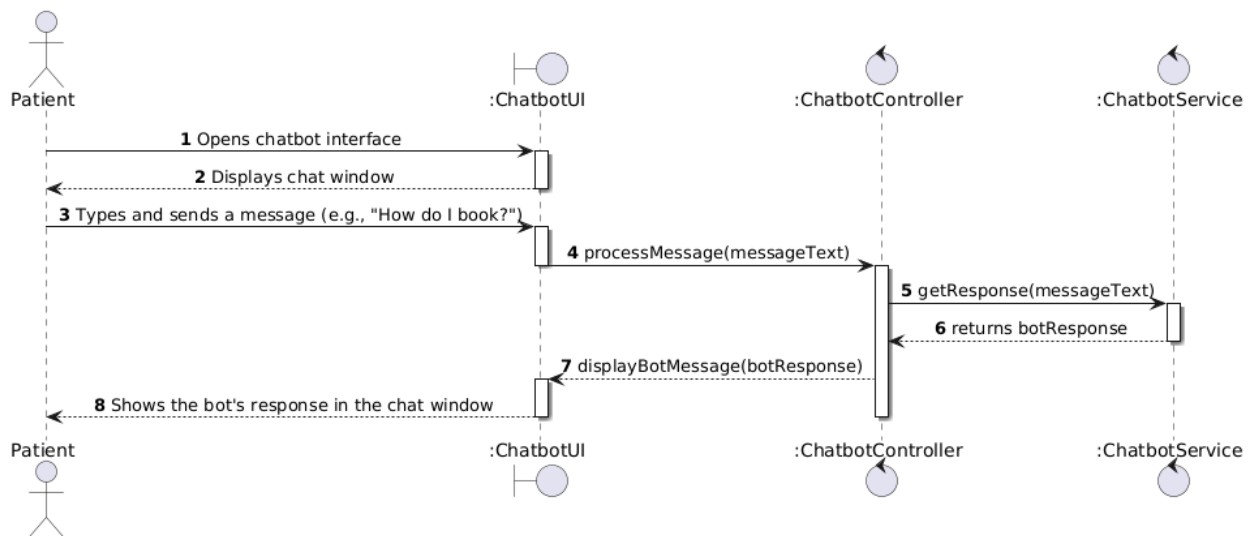 Patient
:ChatbotUI
:ChatbotController
:ChatbotService
1 Opens chatbot interface
2 Displays chat window
3 Types and sends a message (e.g., "How do I book?")
4 processMessage(messageText)
5 getResponse(messageText)
6 returns botResponse
7 displayBotMessage(botResponse)
8 Shows the bot's response in the chat window
Patient
:ChatbotUI
:ChatbotController
:ChatbotService